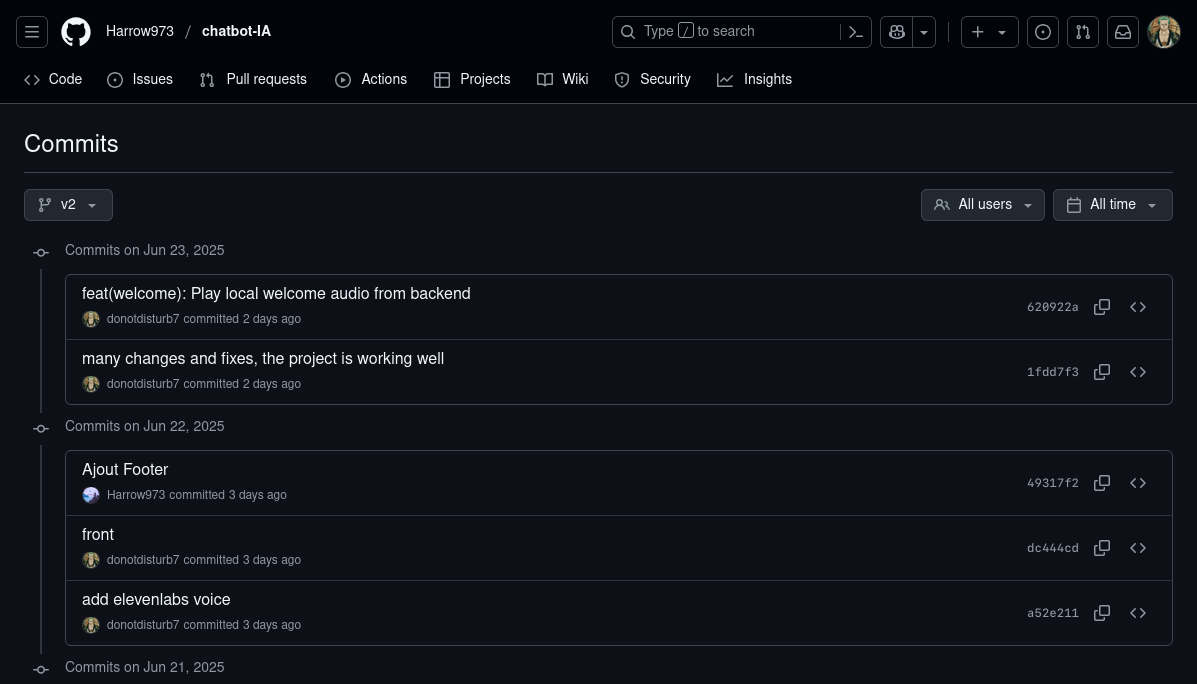 Harrow973 / chatbot-IA
Type / to search
Code Issues Pull requests Actions Projects Wiki Security Insights
Commits
v2 All users All time
Commits on Jun 23, 2025
feat(welcome): Play local welcome audio from backend
donotdisturb7 committed 2 days ago
620922a
many changes and fixes, the project is working well
donotdisturb7 committed 2 days ago
1fdd7f3
Commits on Jun 22, 2025
Ajout Footer
Harrow973 committed 3 days ago
49317f2
front
donotdisturb7 committed 3 days ago
dc444cd
add elevenlabs voice
donotdisturb7 committed 3 days ago
a52e211
Commits on Jun 21, 2025